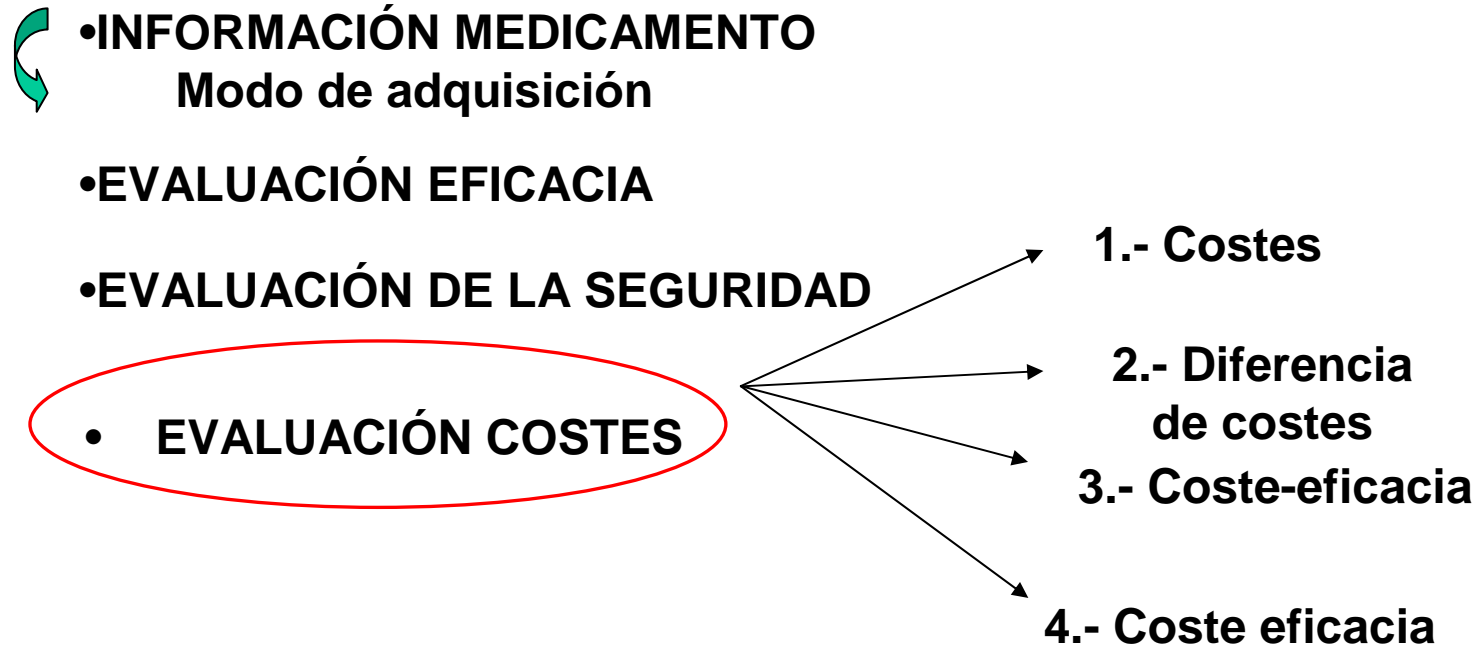 •INFORMACIÓN MEDICAMENTO
Modo de adquisición
•EVALUACIÓN EFICACIA
•EVALUACIÓN DE LA SEGURIDAD
• EVALUACIÓN COSTES
1.- Costes
2.- Diferencia
de costes
3.- Coste-eficacia
4.- Coste eficacia